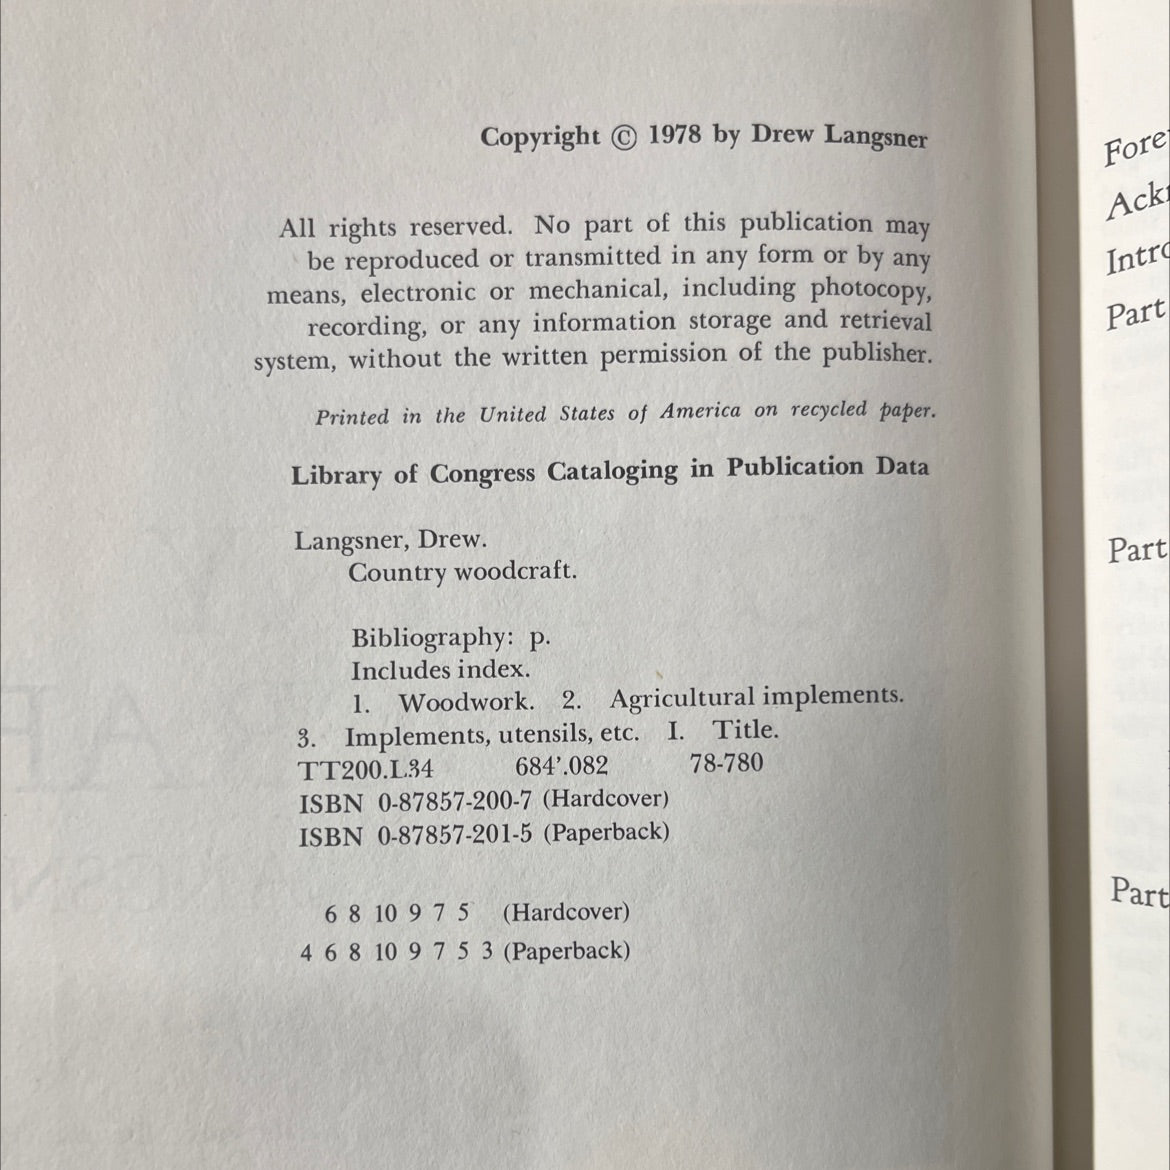 Copyright © 1978 by Drew Langsner
All rights reserved. No part of this publication may
be reproduced or transmitted in any form or by any
means, electronic or mechanical, including photocopy,
recording, or any information storage and retrieval
system, without the written permission of the publisher.
Printed in the United States of America on recycled paper.
Library of Congress Cataloging in Publication Data
Langsner, Drew.
Country woodcraft.
Bibliography: p.
Includes index.
1. Woodwork. 2. Agricultural implements.
3. Implements, utensils, etc. I. Title.
TT200.L34 684'.082 78-780
ISBN 0-87857-200-7 (Hardcover)
ISBN 0-87857-201-5 (Paperback)
6 8 10 9 7 5 (Hardcover)
4 6 8 10 9 7 5 3 (Paperback)
Part
Part
Part